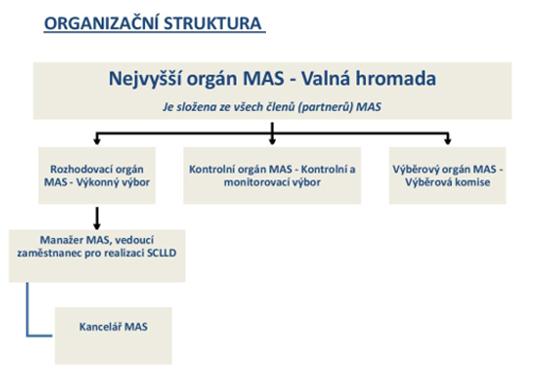 ORGANIZAČNÍ STRUKTURA
Nejvyšší orgán MAS - Valná hromada
Je složena ze všech členů (partnerů) MAS
Rozhodovací orgán
MAS - Výkonný výbor
Kontrolní orgán MAS - Kontrolní a
monitorovací výbor
Výběrový orgán MAS -
Výběrová komise
Manažer MAS, vedoucí
zaměstnanec pro realizaci SCLLD
Kancelář MAS